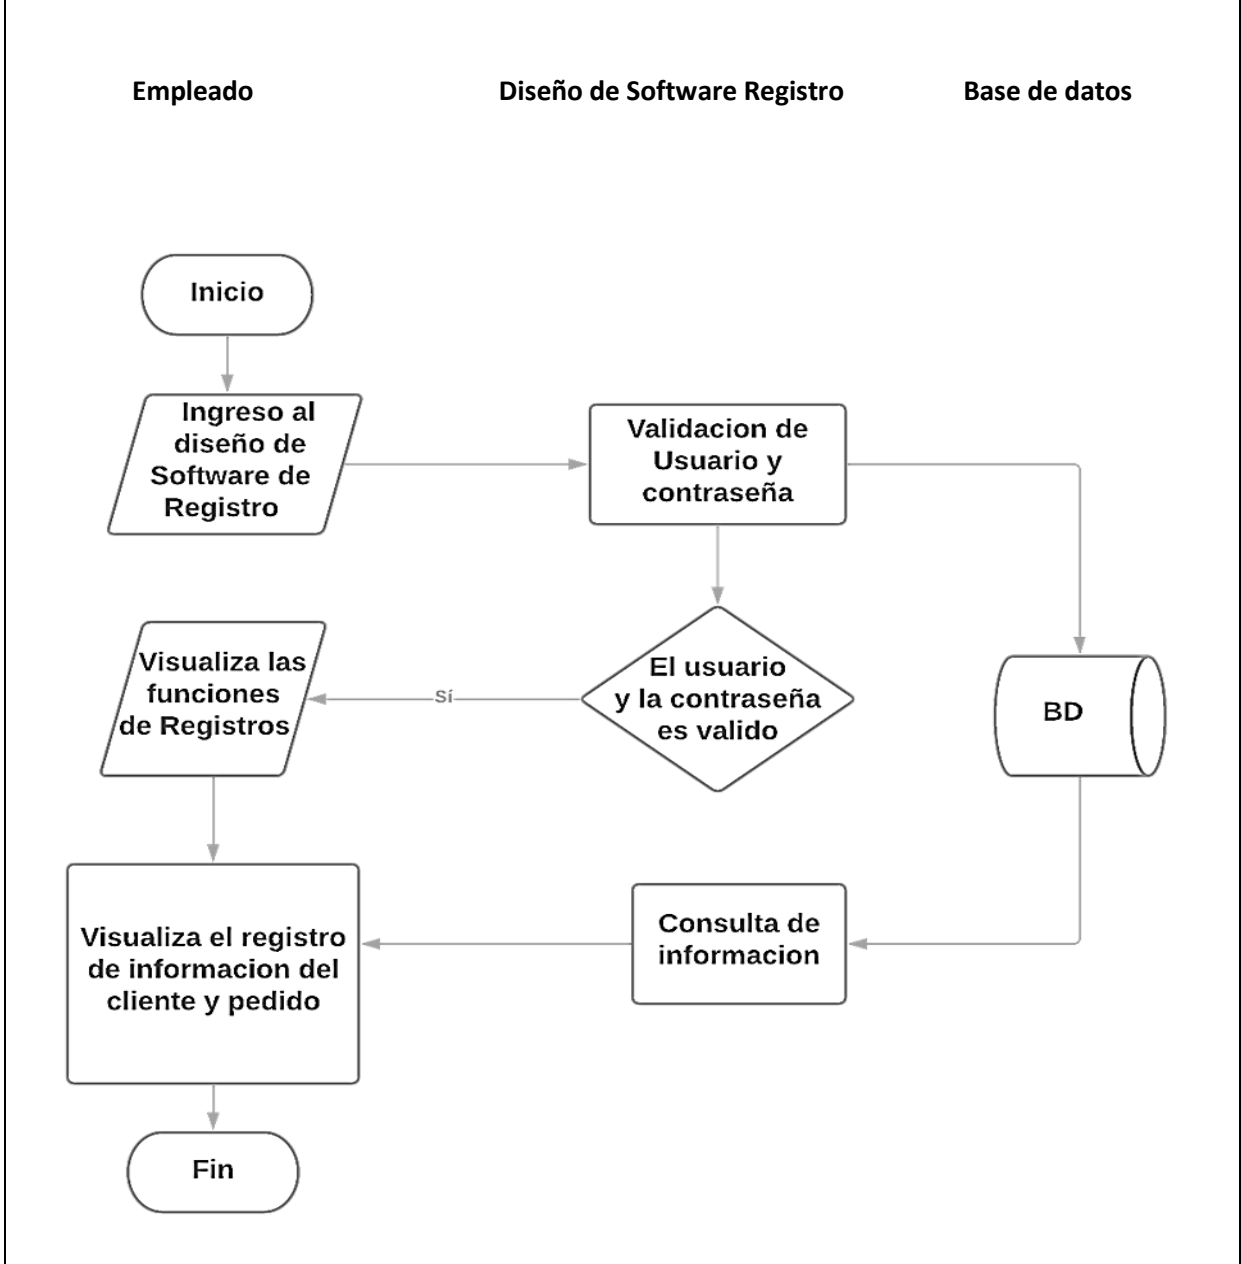 Empleado
Diseño de Software Registro
Base de datos
Inicio
Ingreso al
diseño de
Software de
Registro
Validacion de
Usuario y
contraseña
Visualiza las
funciones
de Registros
Sí
El usuario
y la contraseña
es valido
BD
Visualiza el registro
de informacion del
cliente y pedido
Consulta de
informacion
Fin